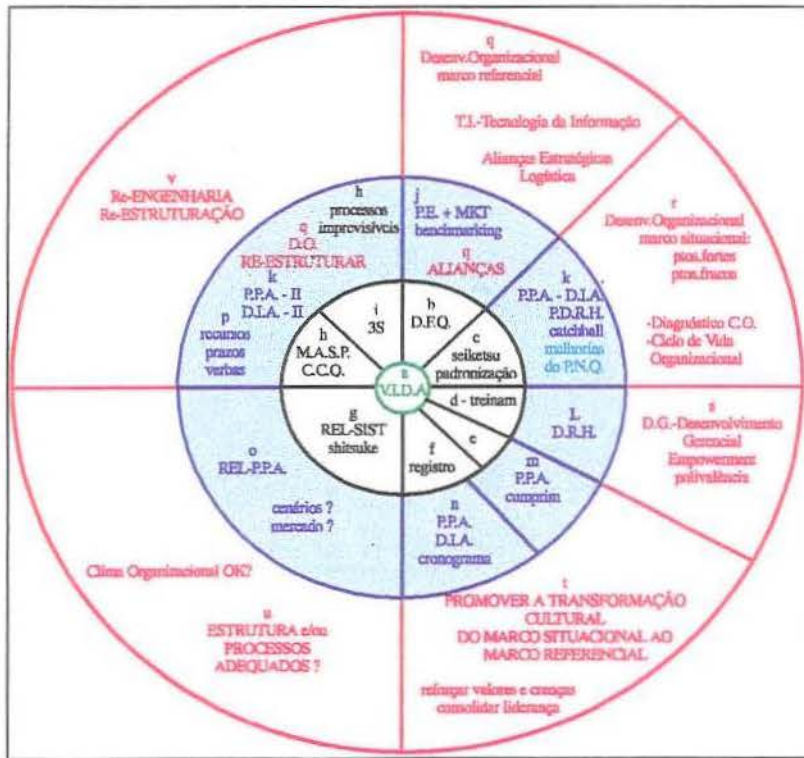 q
Desenv.Organizacional
marco referencial
T.I.-Tecnologia da Informação
Alianças Estratégicas
Logística
r
Desenv.Organizacional
marco situacional:
ptos.fortes
ptos.fracos
-Diagnóstico C.O.
-Ciclo de Vida
Organizacional
s
D.G.-Desenvolvimento
Gerencial
Empowerment
polivalência
t
PROMOVER A TRANSFORMAÇÃO
CULTURAL
DO MARCO SITUACIONAL AO
MARCO REFERENCIAL
reforçar valores e crenças
consolidar liderança
Clima Organizacional OK?
u
ESTRUTURA e/ou
PROCESSOS
ADEQUADOS ?
v
Re-ENGENHARIA
Re-ESTRUTURAÇÃO
h
processos
improvisíveis
q
D.O.
RE-ESTRUTURAR
k
P.P.A. - II
D.I.A. - II
p
recursos
prazos
verbas
j
P.E. + MKT
benchmarking
q
ALIANÇAS
k
P.P.A. - D.I.A.
P.D.R.H.
catchball
malhorias
do P.N.Q.
L
D.R.H.
m
P.P.A.
cumprim
n
P.P.A.
D.I.A.
cronograma
o
REL-P.P.A.
cenários ?
mercado ?
i
3S
b
D.F.Q.
c
seiketsu
padronização
d - treinam
e
f
registro
g
REL-SIST
shitsuke
h
M.A.S.P.
C.C.Q.
a
V.I.D.A